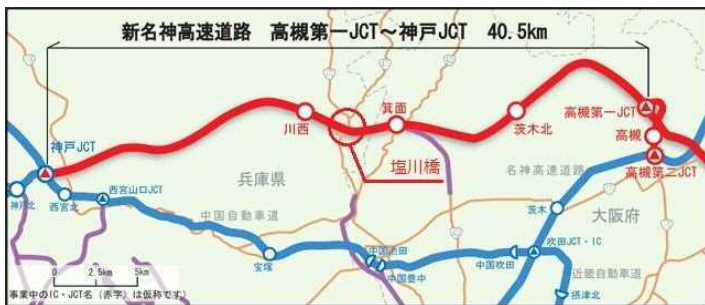 新名神高速道路 高槻第一JCT～神戸JCT 40.5km
川西
箕面
茨木北
高槻第一JCT
高槻
高槻第二JCT
神戸JCT
塩川橋
兵庫県
名神高速道路
神戸北
西宮北
西宮山口JCT
中国自動車道
茨木
大阪府
宝塚
中国池田
中国豊中
中国吹田
吹田JCT・IC
近畿自動車道
摂津北
0 2.5km 5km
事業中のIC・JCT名（赤字）は仮称です